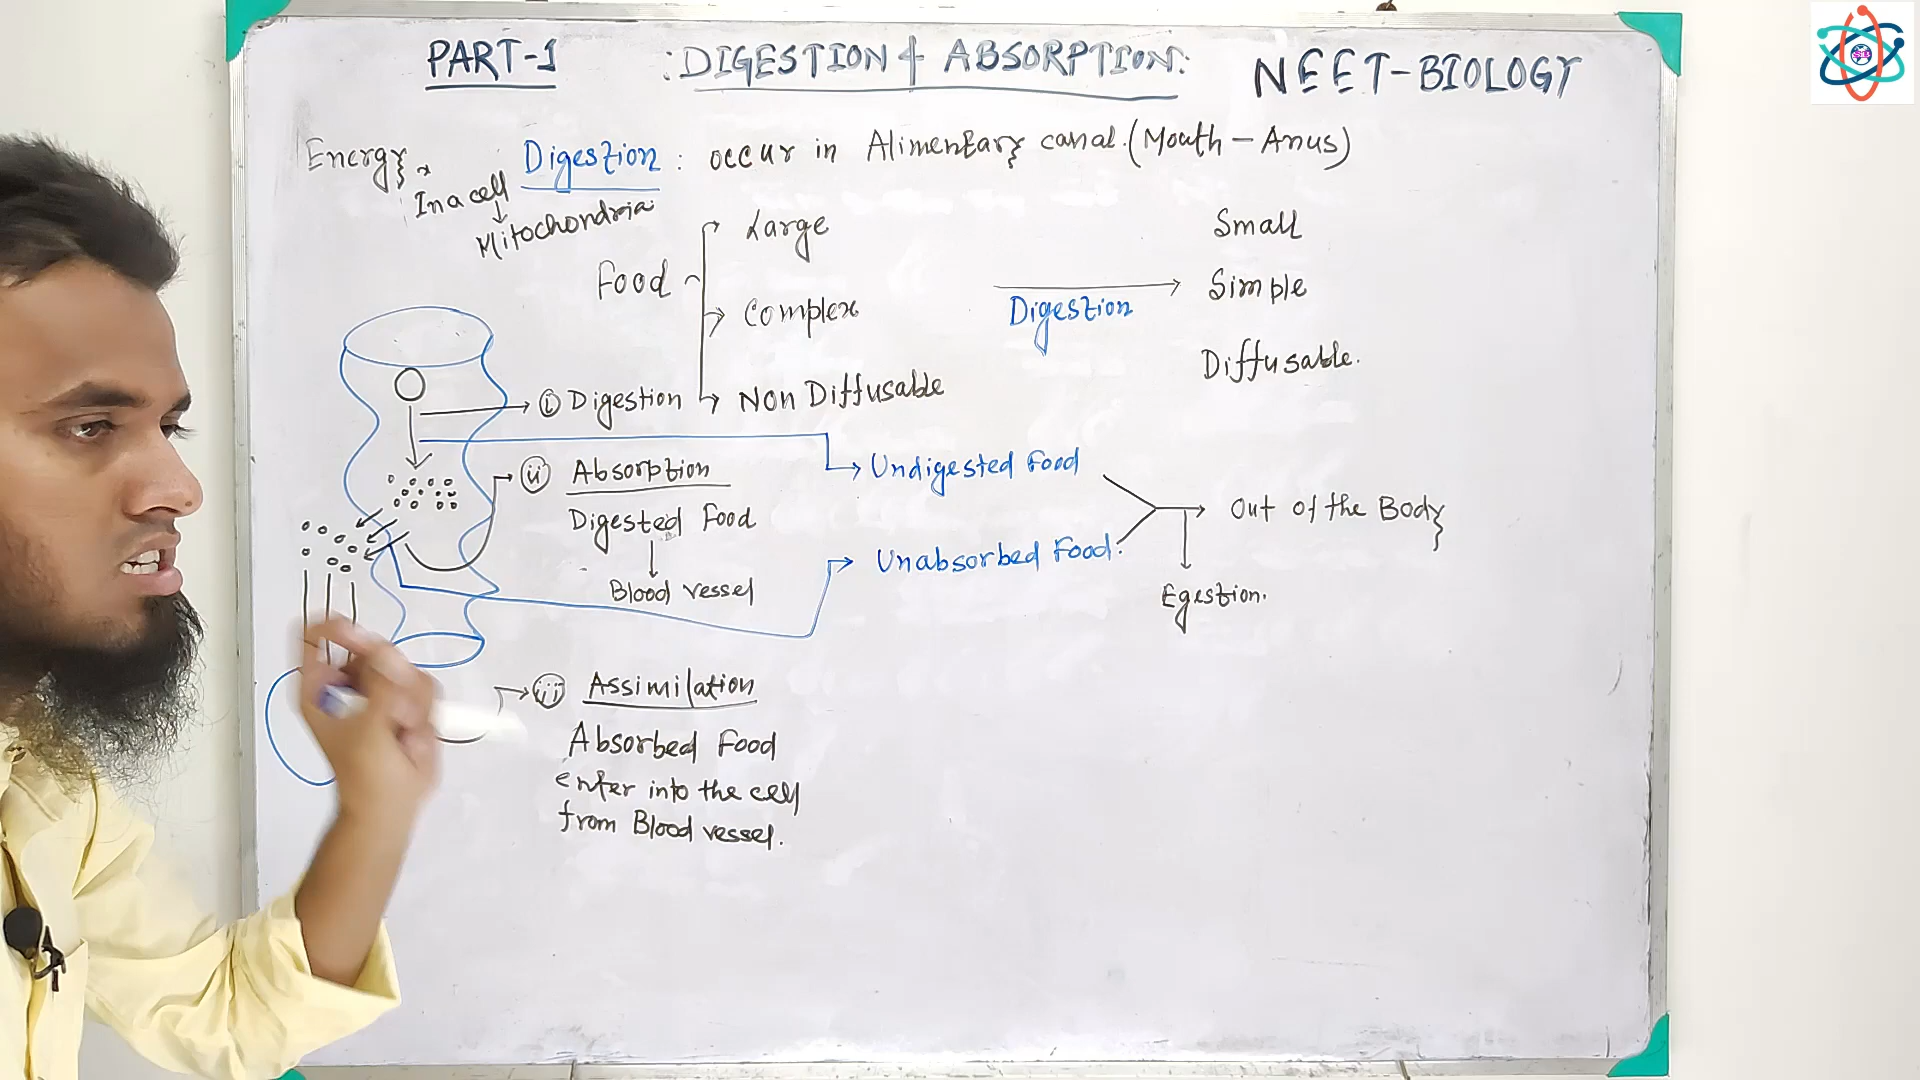 PART-1 :DIGESTION & ABSORPTION: NEET-BIOLOGY
Energy
In a cell
Mitochondria
Digestion : occur in Alimentary canal. (Mouth - Anus)
Food
Large
Complex
Non Diffusable
Digestion
Small
Simple
Diffusable.
(i) Digestion
(ii) Absorption
Digested Food
Blood vessel
Undigested Food
Unabsorbed Food.
Out of the Body
Egestion.
(iii) Assimilation
Absorbed Food
enter into the cell
from Blood vessel.